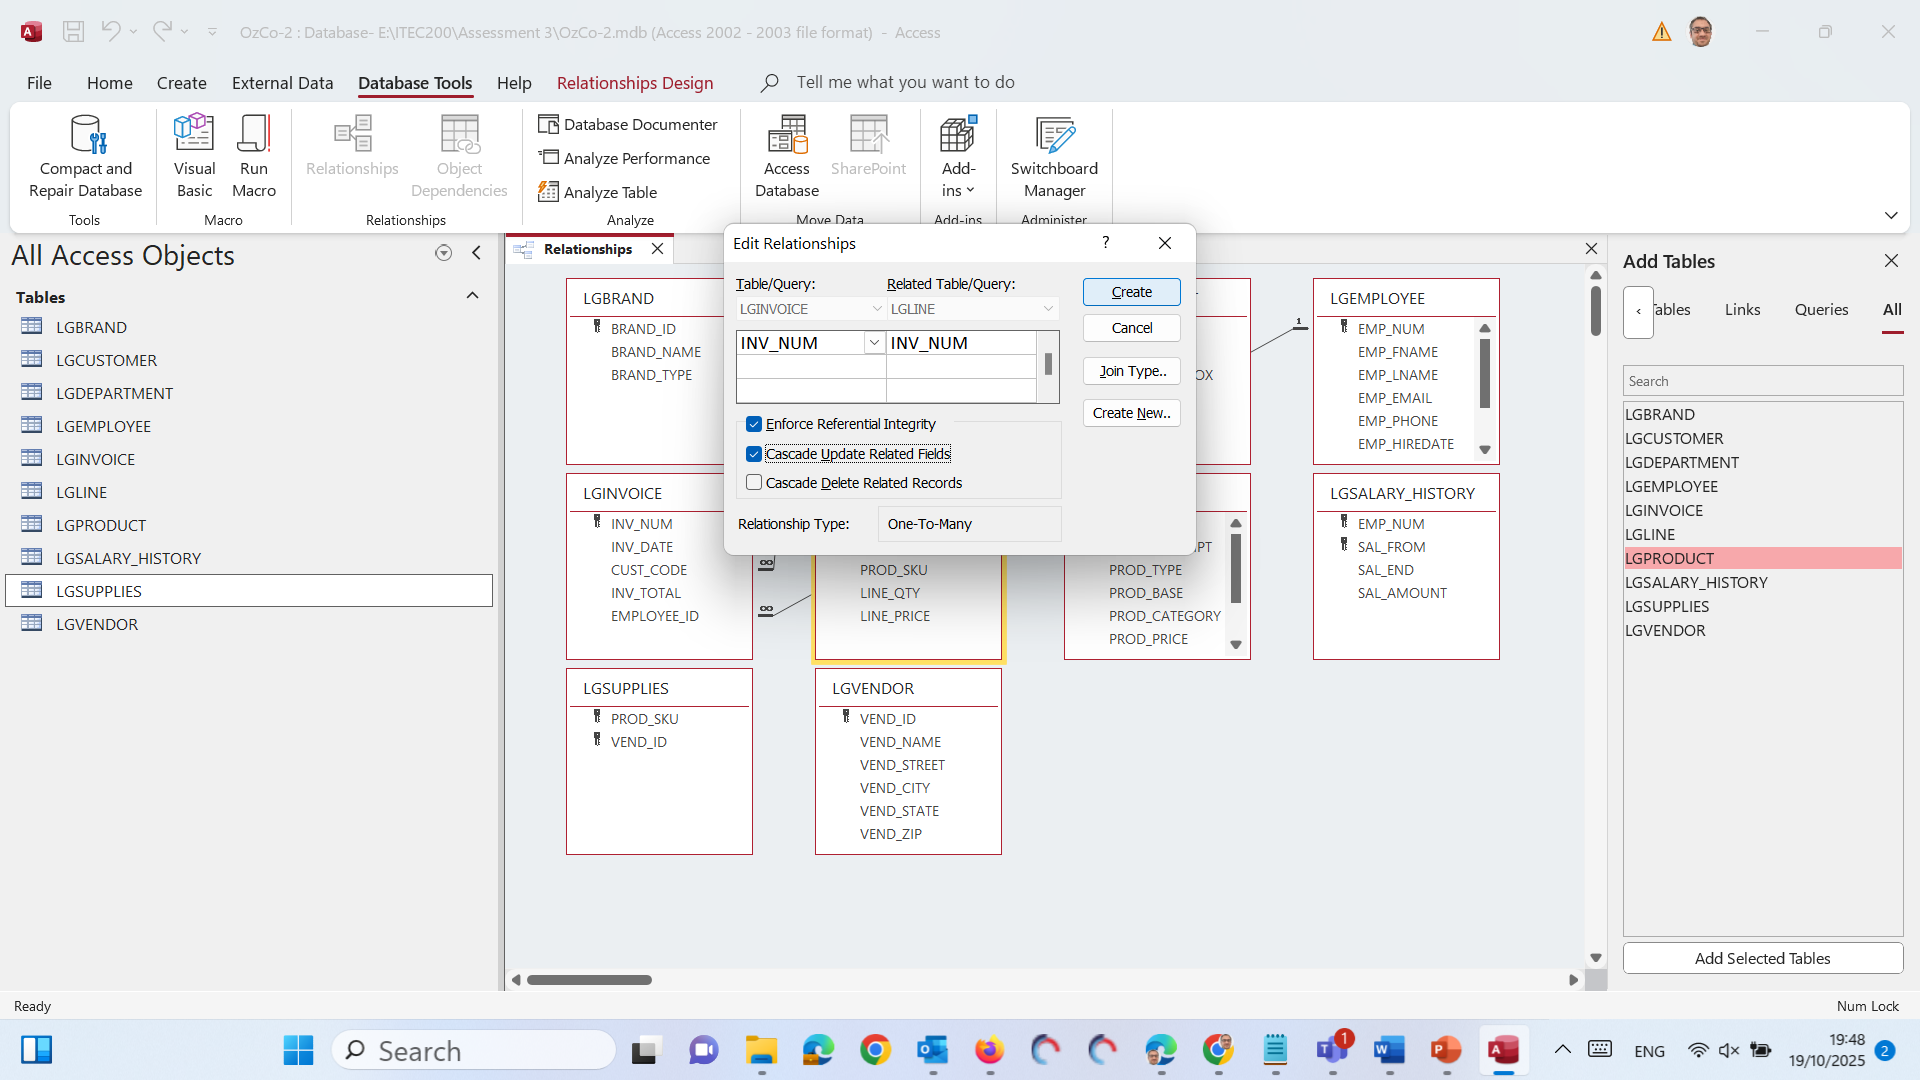 OzCo-2 : Database- E:\ITEC200\Assessment 3\OzCo-2.mdb (Access 2002 - 2003 file format)  -  Access
File Home Create External Data Database Tools Help Relationships Design Tell me what you want to do
Compact and
Repair Database
Tools
Visual
Basic
Run
Macro
Macro
Relationships
Object
Dependencies
Relationships
Database Documenter
Analyze Performance
Analyze Table
Analyze
Access
Database
SharePoint
Move Data
Add-
ins
Add-ins
Switchboard
Manager
Administer
All Access Objects
Tables
LGBRAND
LGCUSTOMER
LGDEPARTMENT
LGEMPLOYEE
LGINVOICE
LGLINE
LGPRODUCT
LGSALARY_HISTORY
LGSUPPLIES
LGVENDOR
Relationships
LGBRAND
BRAND_ID
BRAND_NAME
BRAND_TYPE
LGEMPLOYEE
EMP_NUM
EMP_FNAME
EMP_LNAME
EMP_EMAIL
EMP_PHONE
EMP_HIREDATE
1
OX
LGINVOICE
INV_NUM
INV_DATE
CUST_CODE
INV_TOTAL
EMPLOYEE_ID
∞
∞
PROD_SKU
LINE_QTY
LINE_PRICE
PT
PROD_TYPE
PROD_BASE
PROD_CATEGORY
PROD_PRICE
LGSALARY_HISTORY
EMP_NUM
SAL_FROM
SAL_END
SAL_AMOUNT
LGSUPPLIES
PROD_SKU
VEND_ID
LGVENDOR
VEND_ID
VEND_NAME
VEND_STREET
VEND_CITY
VEND_STATE
VEND_ZIP
Edit Relationships ?
Table/Query: Related Table/Query:
LGINVOICE LGLINE
INV_NUM INV_NUM
Enforce Referential Integrity
Cascade Update Related Fields
Cascade Delete Related Records
Relationship Type: One-To-Many
Create
Cancel
Join Type..
Create New..
Add Tables
Tables Links Queries All
Search
LGBRAND
LGCUSTOMER
LGDEPARTMENT
LGEMPLOYEE
LGINVOICE
LGLINE
LGPRODUCT
LGSALARY_HISTORY
LGSUPPLIES
LGVENDOR
Add Selected Tables
Ready Num Lock
Search
1
ENG
19:48
19/10/2025
2